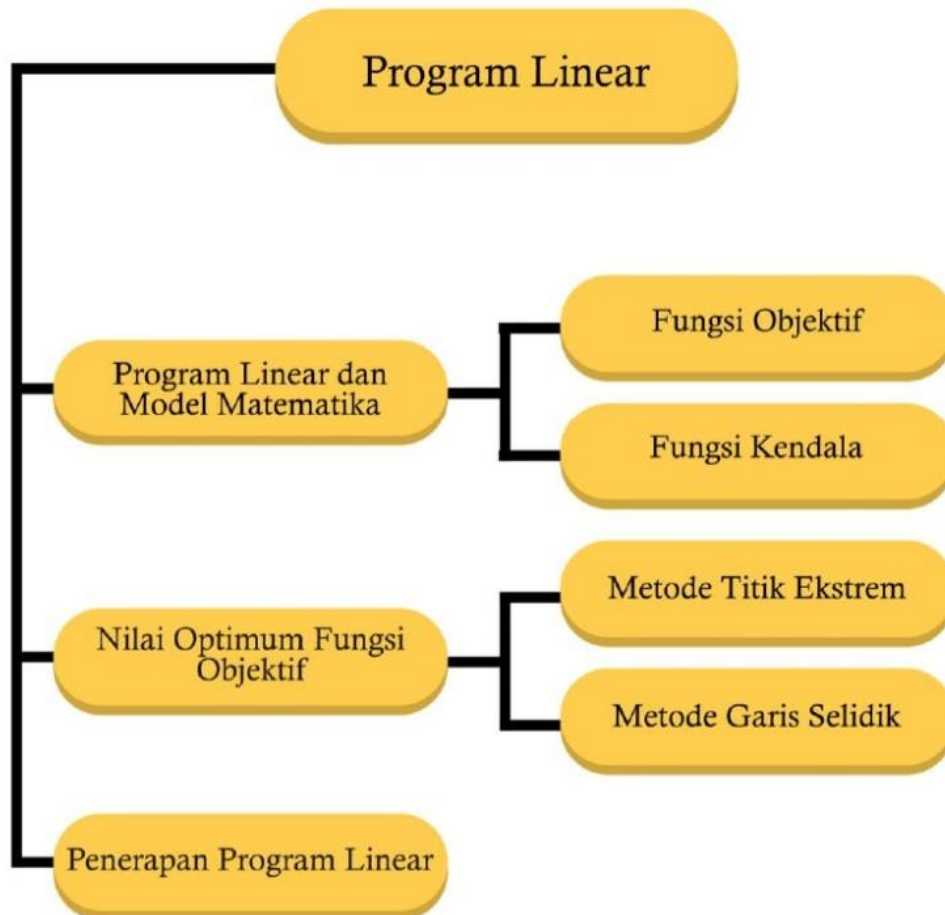 Program Linear
Program Linear dan
Model Matematika
Fungsi Objektif
Fungsi Kendala
Nilai Optimum Fungsi
Objektif
Metode Titik Ekstrem
Metode Garis Selidik
Penerapan Program Linear